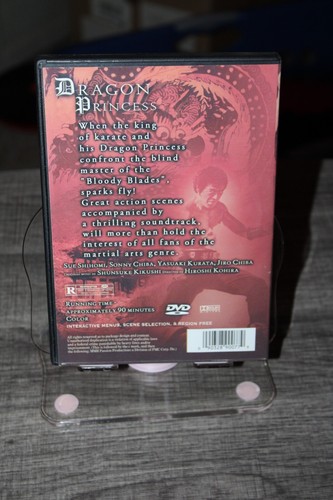 DRAGON
PRINCESS
When the king
of karate and
his Dragon Princess
confront the blind
master of the
"Bloody Blades",
sparks fly!
Great action scenes
accompanied by
a thrilling soundtrack,
will more than hold the
interest of all fans of the
martial arts genre.
SUE SHIHOMI, SONNY CHIBA, YASUAKI KURATA, JIRO CHIBA
SHUNSUKE KIKUSHI HIROSHI KOHIRA
R
RUNNING TIME
APPROXIMATELY 90 MINUTES
COLOR
DVD
INTERACTIVE MENUS, SCENE SELECTION, & REGION FREE